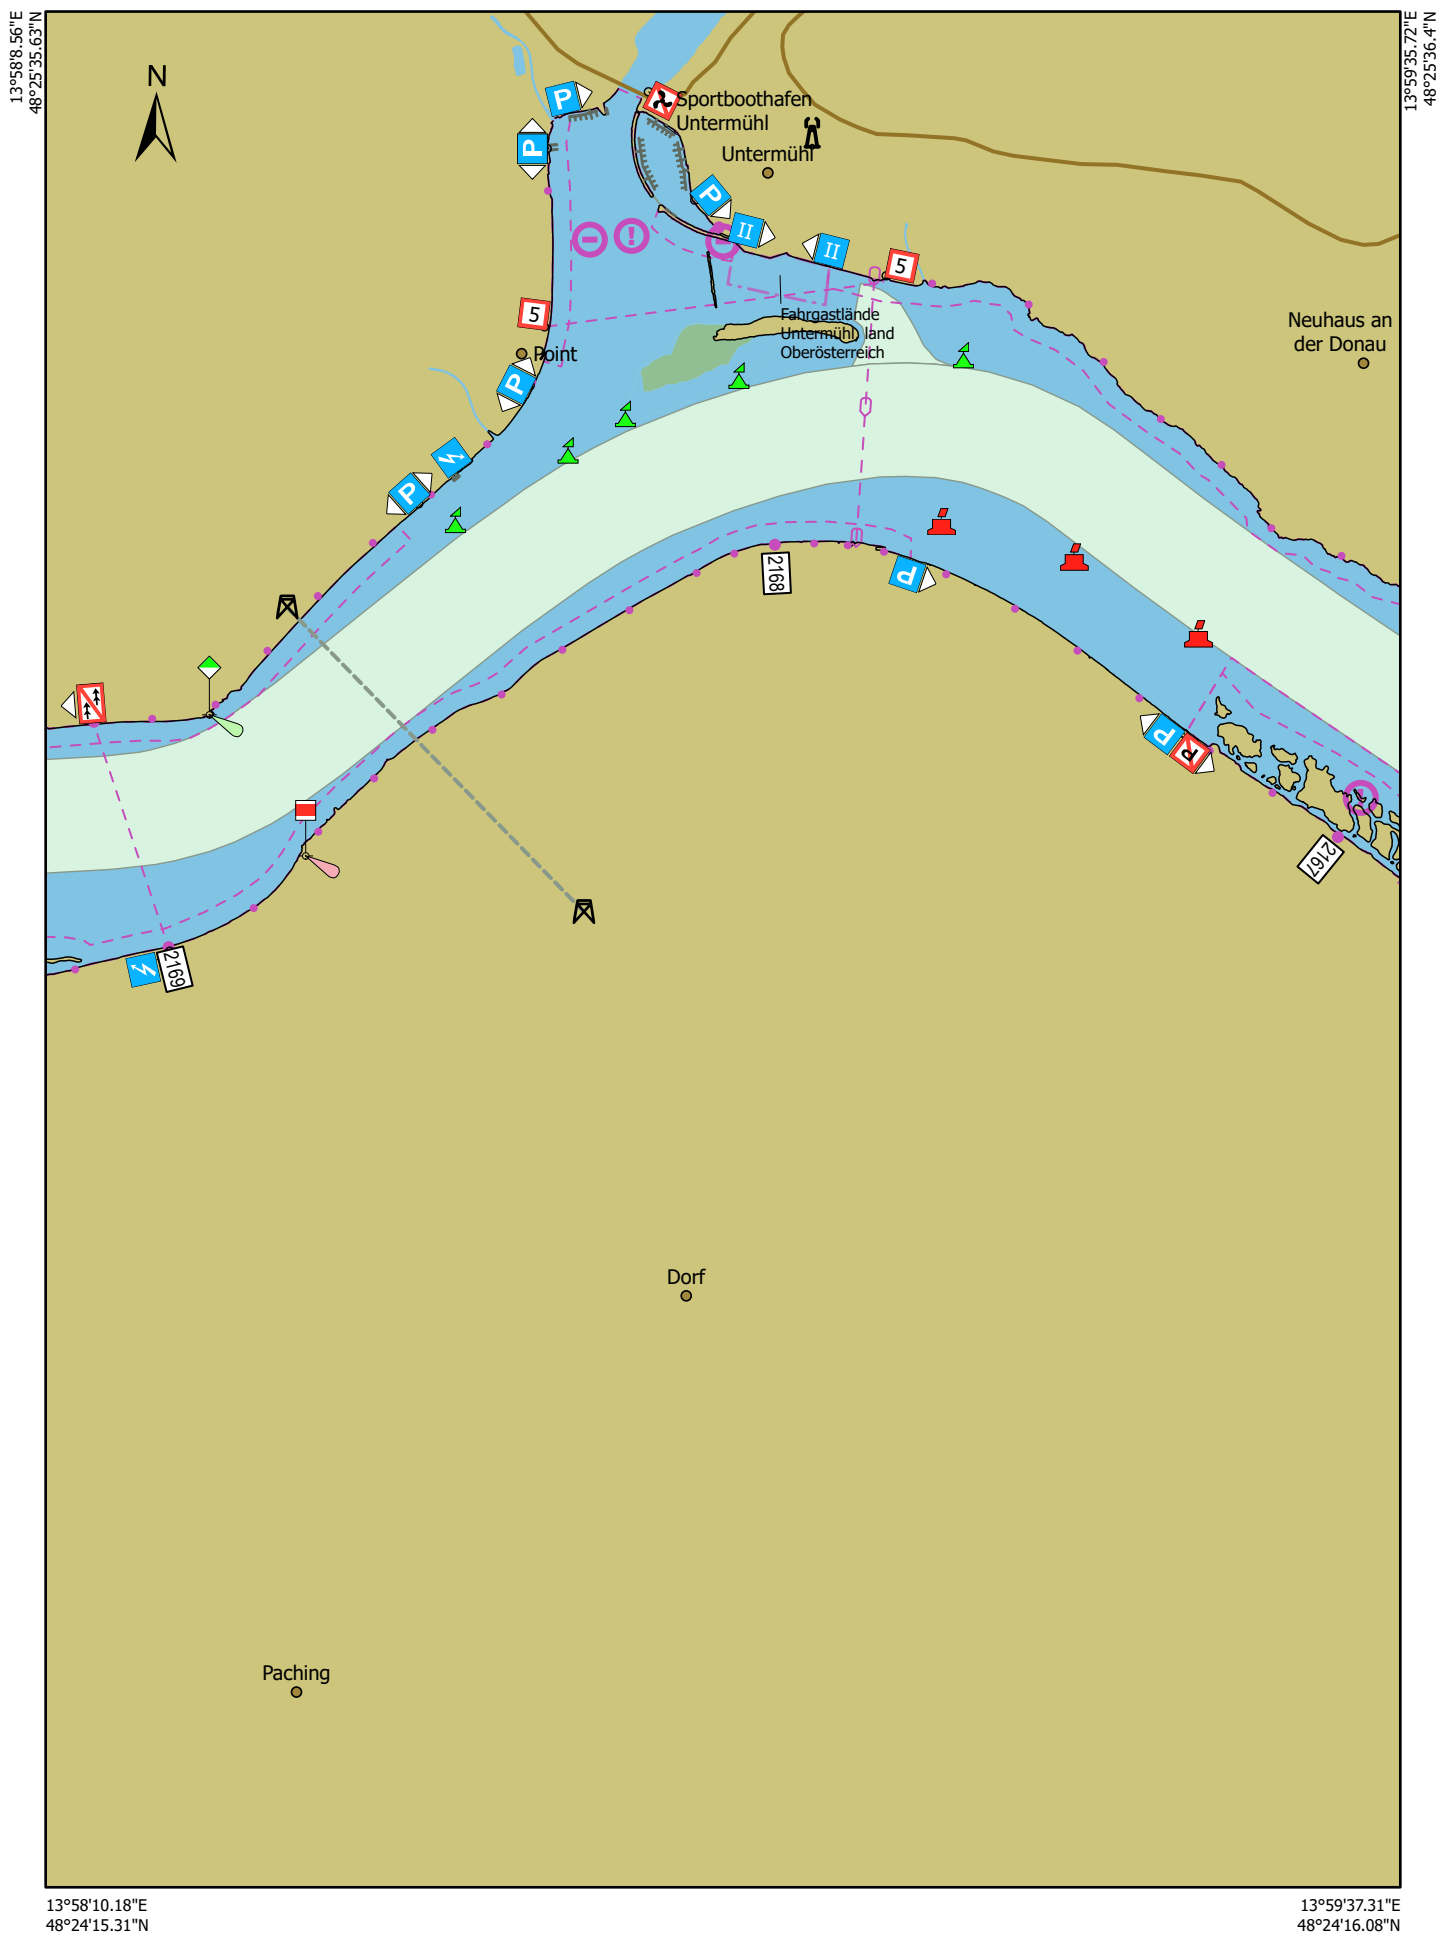 13°58'8.56"E
48°25'35.63"N
13°59'35.72"E
48°25'36.4"N
N
P
Sportboothafen
Untermühl
P
Untermühl
P
II
II
5
5
Fahrgastlände
Untermühl, land
Oberösterreich
Neuhaus an
der Donau
Point
P
P
2168
P
P
P
2167
2169
Dorf
Paching
13°58'10.18"E
48°24'15.31"N
13°59'37.31"E
48°24'16.08"N